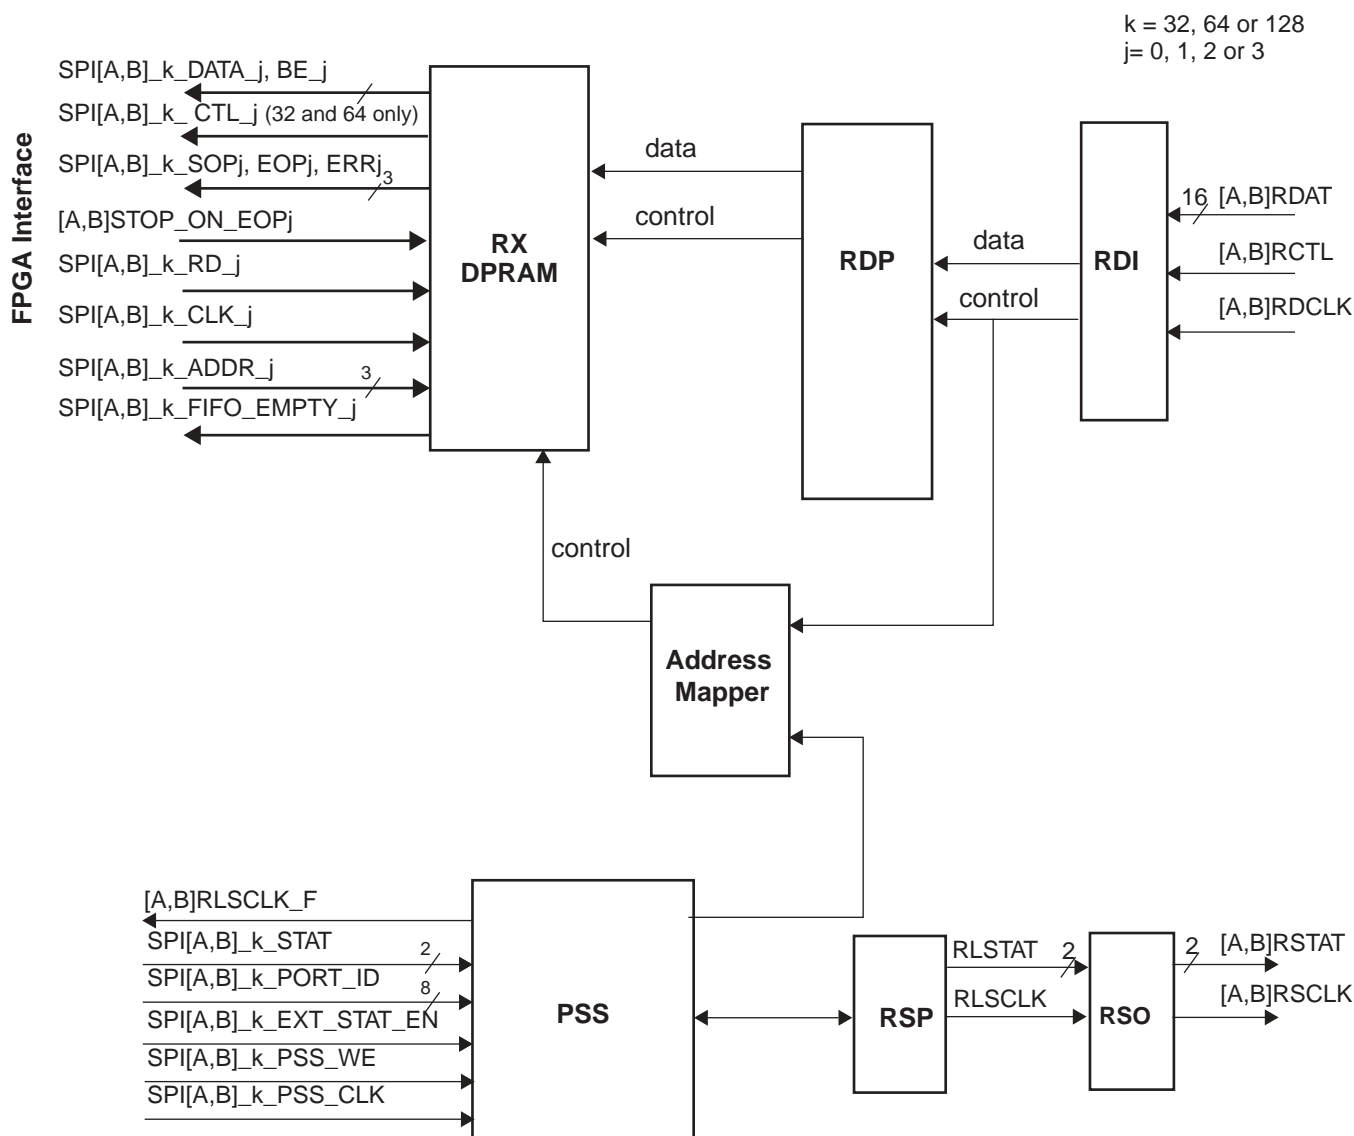 k = 32, 64 or 128
j= 0, 1, 2 or 3
FPGA Interface
SPI[A,B]_k_DATA_j, BE_j
SPI[A,B]_k_ CTL_j (32 and 64 only)
SPI[A,B]_k_SOPj, EOPj, ERRj
3
[A,B]STOP_ON_EOPj
SPI[A,B]_k_RD_j
SPI[A,B]_k_CLK_j
SPI[A,B]_k_ADDR_j
3
SPI[A,B]_k_FIFO_EMPTY_j
RX
DPRAM
data
control
RDP
data
control
RDI
16
[A,B]RDAT
[A,B]RCTL
[A,B]RDCLK
control
Address
Mapper
[A,B]RLSCLK_F
SPI[A,B]_k_STAT
2
SPI[A,B]_k_PORT_ID
8
SPI[A,B]_k_EXT_STAT_EN
SPI[A,B]_k_PSS_WE
SPI[A,B]_k_PSS_CLK
PSS
RSP
RLSTAT
2
RLSCLK
RSO
2
[A,B]RSTAT
[A,B]RSCLK